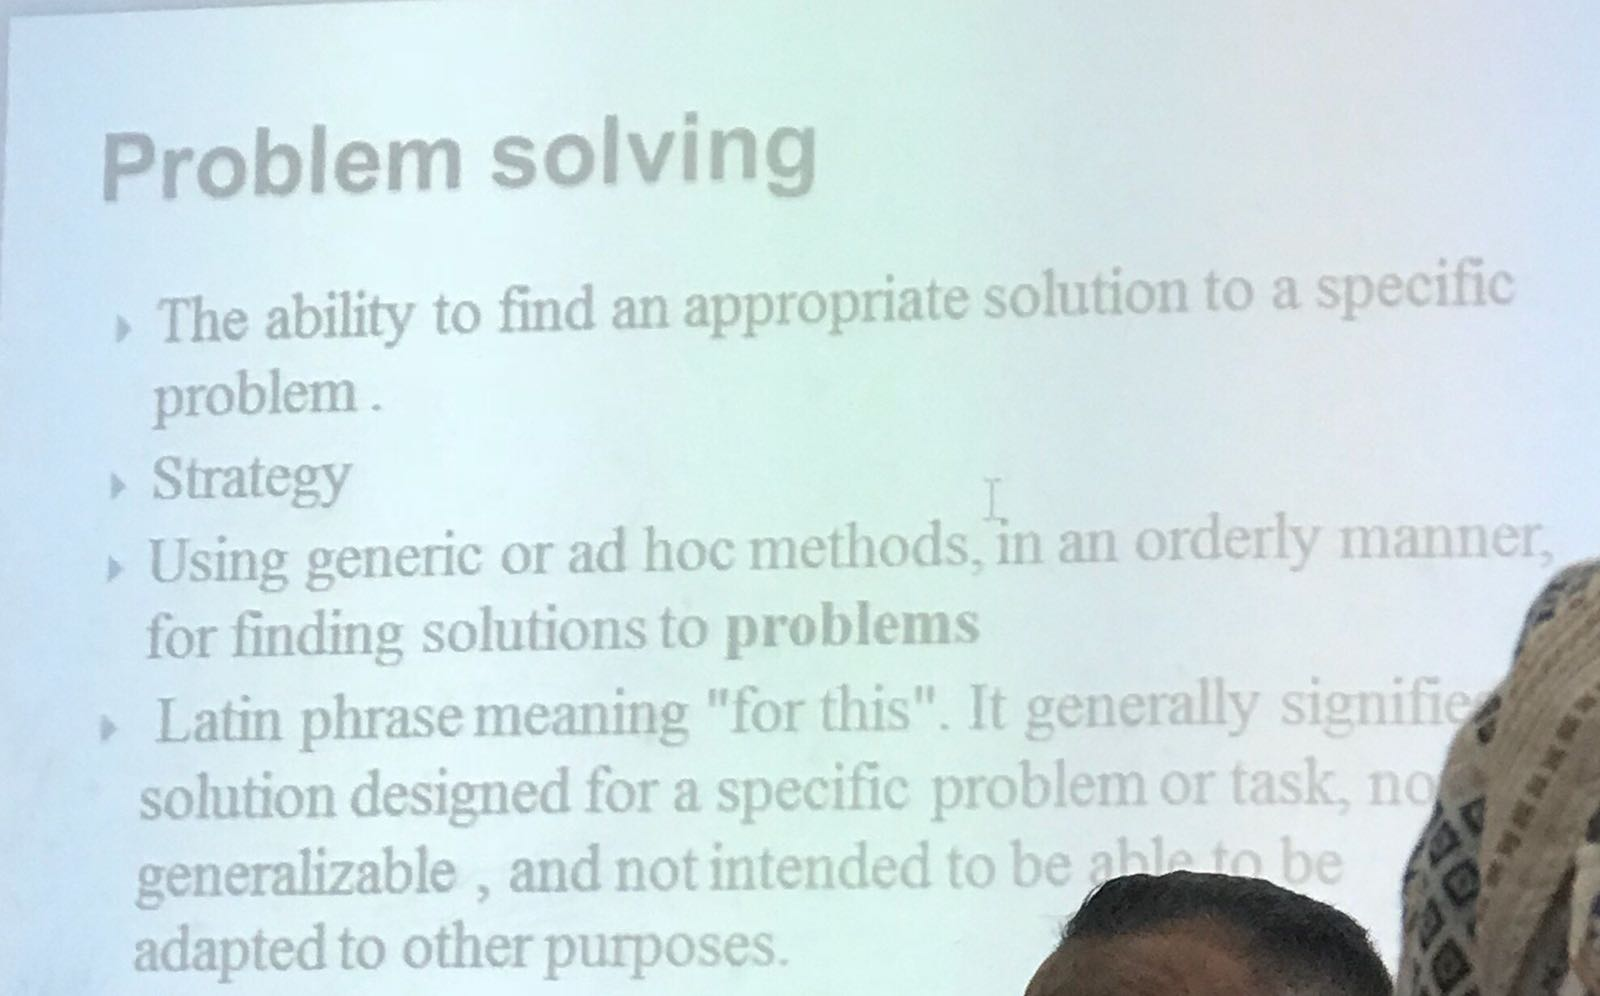 Problem solving
The ability to find an appropriate solution to a specific
problem .
Strategy
Using generic or ad hoc methods, in an orderly manner,
for finding solutions to problems
Latin phrase meaning "for this". It generally
solution designed for a specific problem or task,
generalizable , and not intended to be able to be
adapted to other purposes.